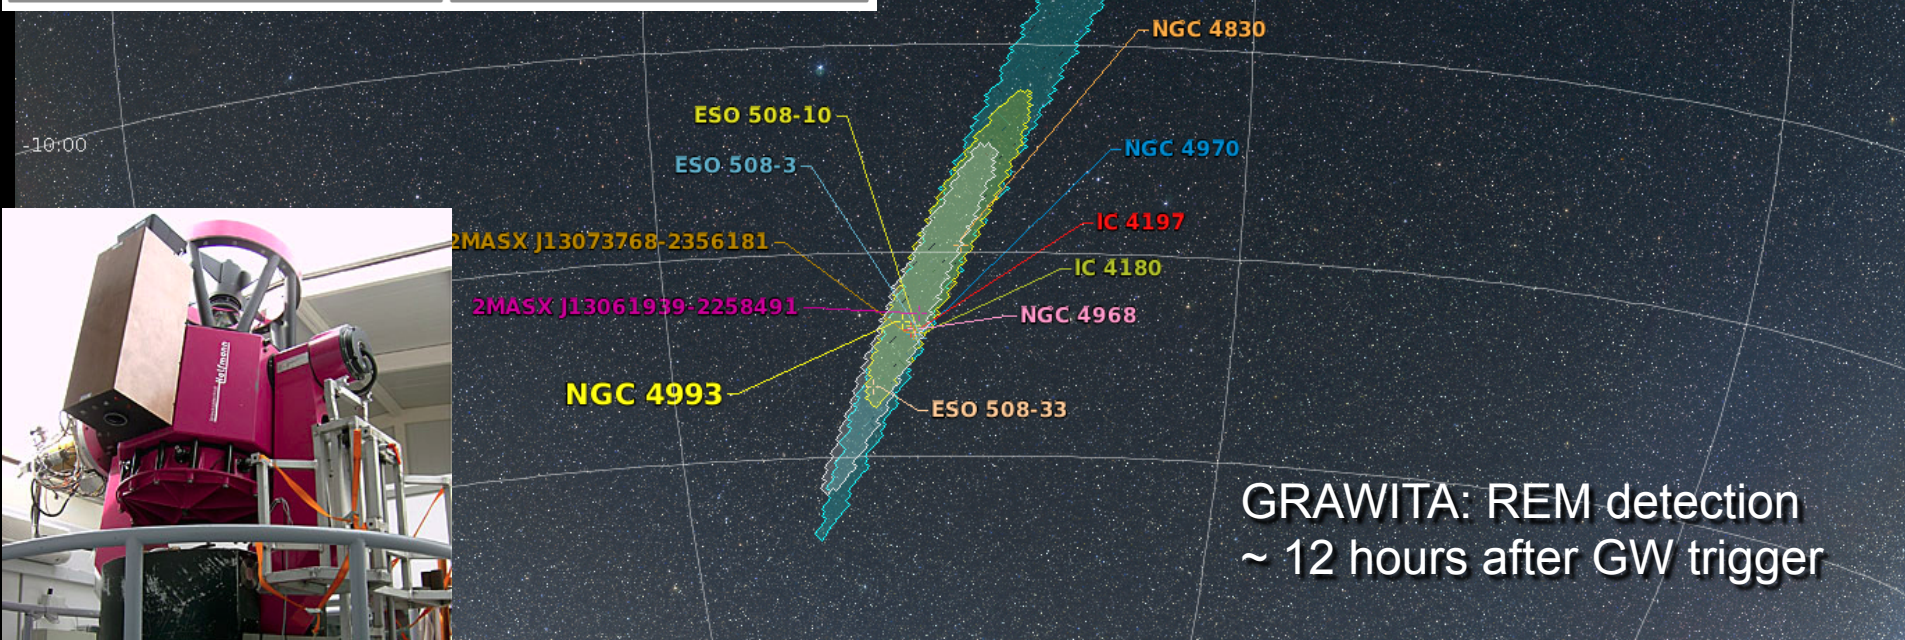 NGC 4830
ESO 508-10
-10:00
NGC 4970
ESO 508-3
IC 4197
2MASX J13073768-2356181
IC 4180
2MASX J13061939-2258491
NGC 4968
Halfmann
NGC 4993
ESO 508-33
GRAWITA: REM detection
~ 12 hours after GW trigger